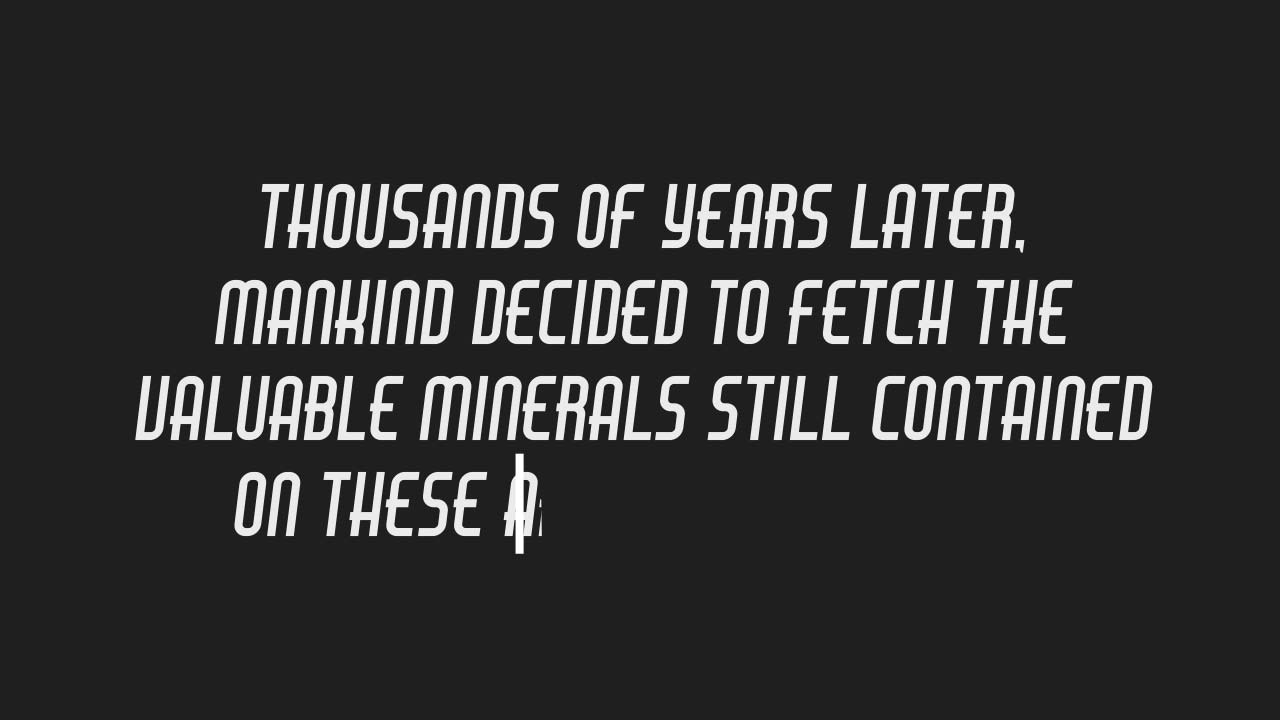 THOUSANDS OF YEARS LATER,
MANKIND DECIDED TO FETCH THE
VALUABLE MINERALS STILL CONTAINED
ON THESE